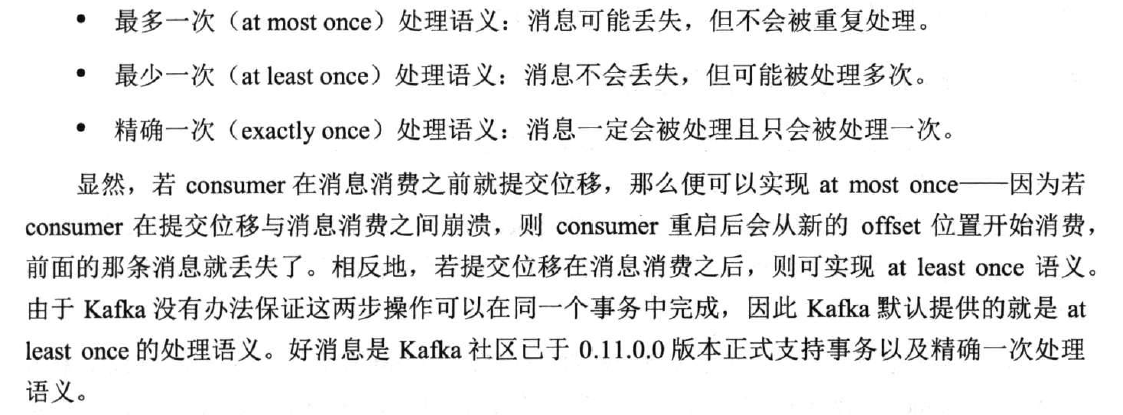 • 最多一次（at most once）处理语义：消息可能丢失，但不会被重复处理。
• 最少一次（at least once）处理语义：消息不会丢失，但可能被处理多次。
• 精确一次（exactly once）处理语义：消息一定会被处理且只会被处理一次。
显然，若 consumer 在消息消费之前就提交位移，那么便可以实现 at most once——因为若
consumer 在提交位移与消息消费之间崩溃，则 consumer 重启后会从新的 offset 位置开始消费，
前面的那条消息就丢失了。相反地，若提交位移在消息消费之后，则可实现 at least once 语义。
由于 Kafka 没有办法保证这两步操作可以在同一个事务中完成，因此 Kafka 默认提供的就是 at
least once 的处理语义。好消息是 Kafka 社区已于 0.11.0.0 版本正式支持事务以及精确一次处理
语义。